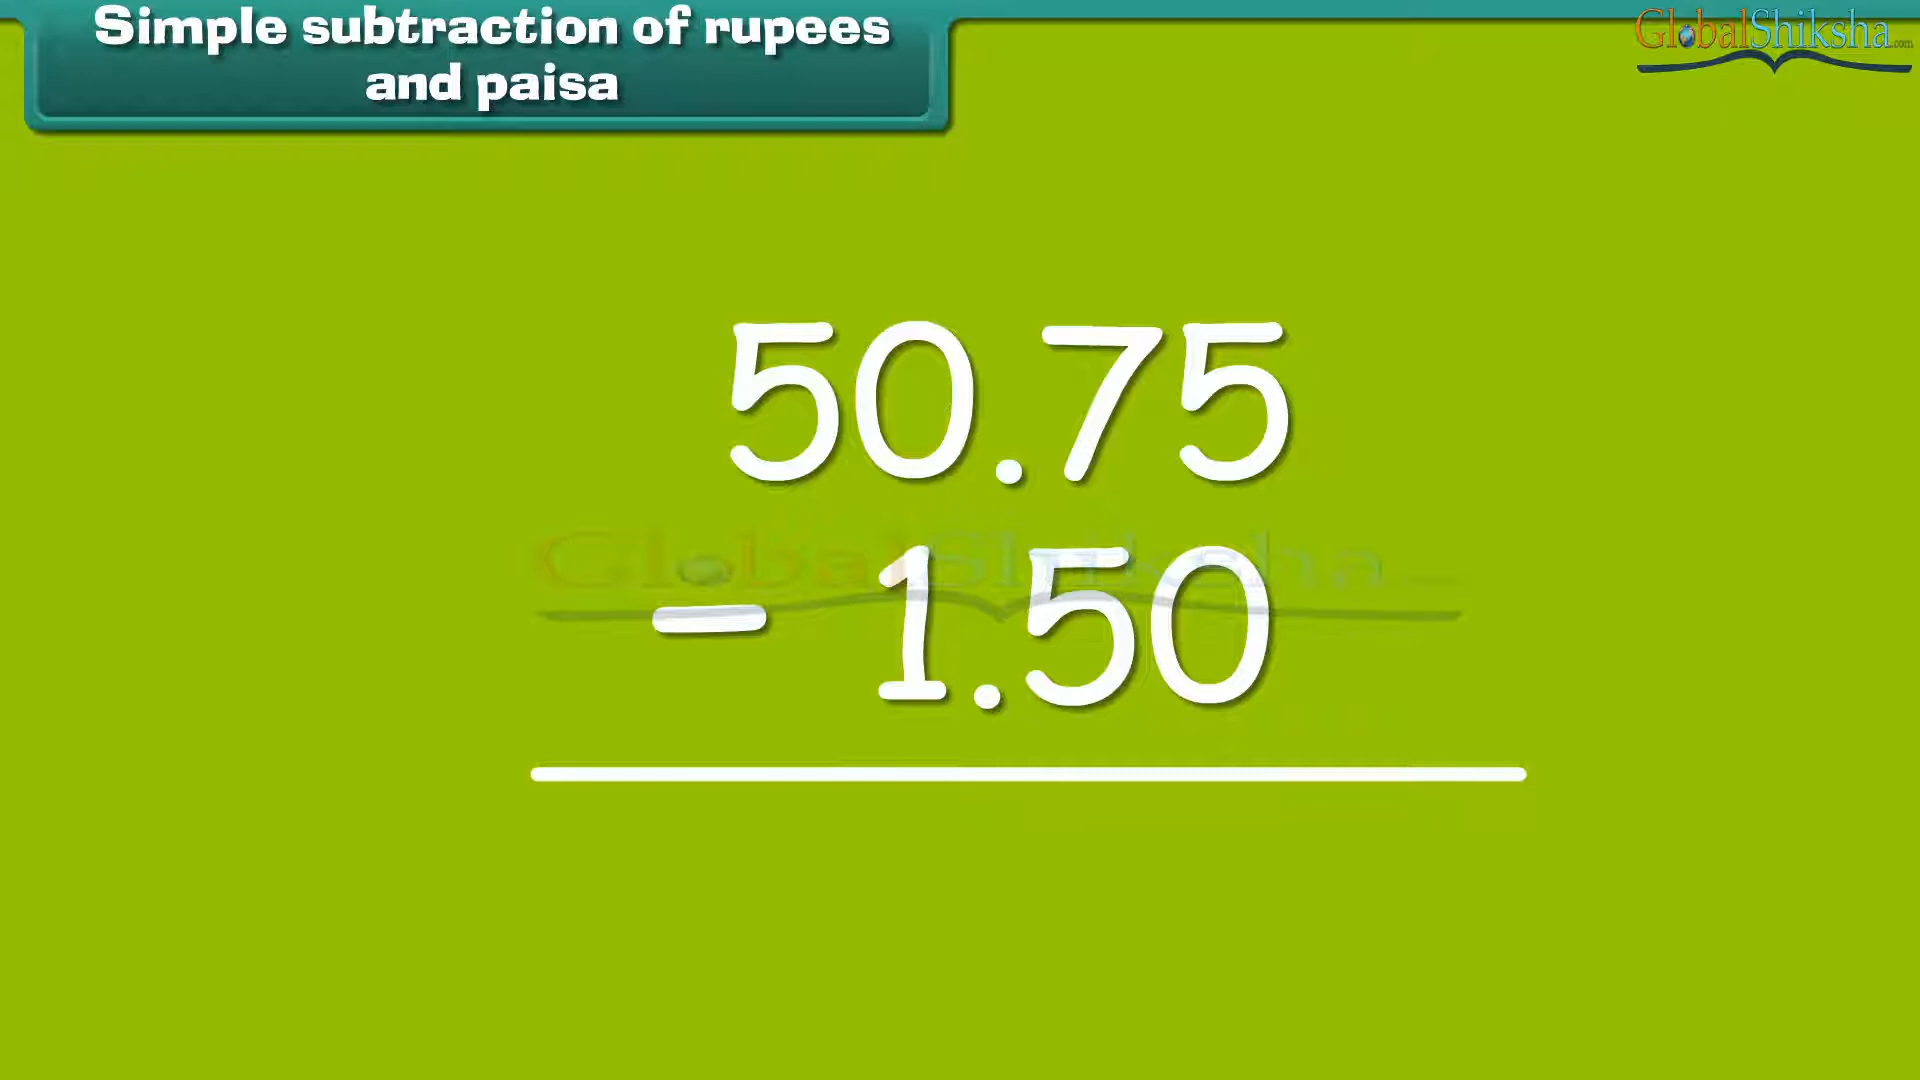 Simple subtraction of rupees
and paisa
GlobalShiksha.com
50.75
GlobalShiksha
- 1.50